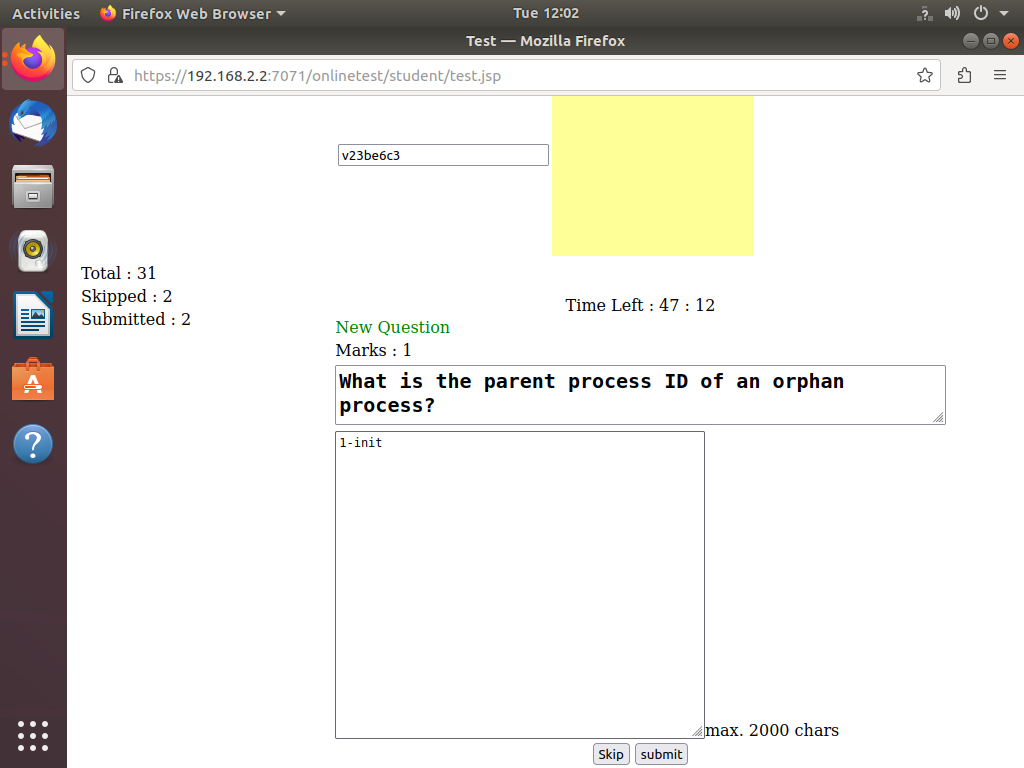 Activities
Firefox Web Browser
Tue 12:02
Test — Mozilla Firefox
https://192.168.2.2:7071/onlinetest/student/test.jsp
v23be6c3
Total : 31
Skipped : 2
Submitted : 2
Time Left : 47 : 12
New Question
Marks : 1
What is the parent process ID of an orphan
process?
1-init
max. 2000 chars
Skip
submit